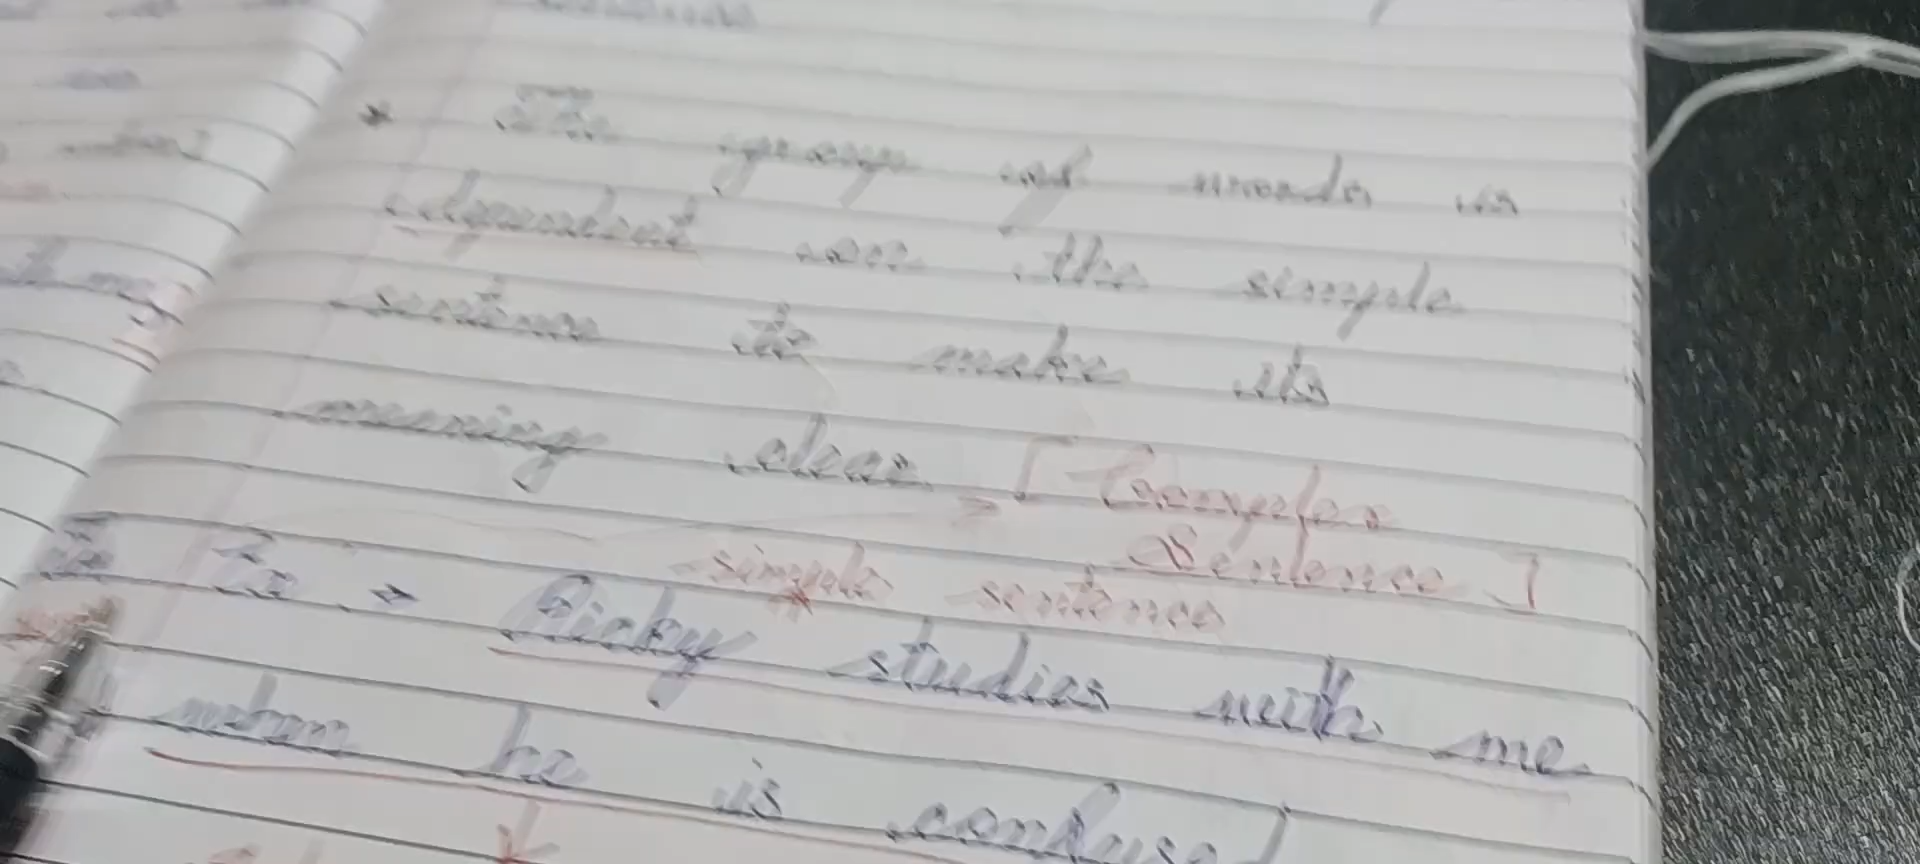 * The group of words is
dependent on the simple
sentence to make its
meaning clear → [ Complex
Sentence ]
simple sentence
Ex → Ricky studies with me
when he is confused